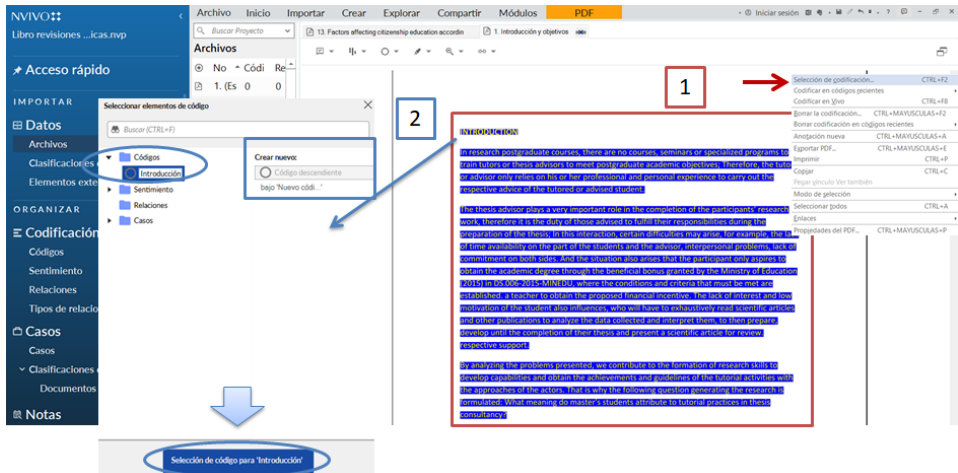 NVIVO
Libro revisiones ...icas.nvp
Acceso rápido
IMPORTAR
Datos
Archivos
Clasificaciones
Elementos exte
ORGANIZAR
Codificación
Códigos
Sentimiento
Relaciones
Tipos de relacio
Casos
Casos
Clasificaciones
Documentos
Notas
Archivo Inicio Importar Crear Explorar Compartir Módulos PDF
Iniciar sesión
Buscar Proyecto
13. Factors affecting citizenship education accordin
1. Introducción y objetivos
Archivos
No Códi Re
1. (Es 0 0
Seleccionar elementos de código
Buscar (CTRL+F)
Códigos
Introducción
Sentimiento
Relaciones
Casos
Crear nuevo:
Código descendiente
bajo 'Nuevo códi...'
Selección de código para 'Introducción'
1
2
INTRODUCTION
In research postgraduate courses, there are no courses, seminars or specialized programs to
train tutors or thesis advisors to meet postgraduate academic objectives; Therefore, the tutor
or advisor only relies on his or her professional and personal experience to carry out the
respective advice of the tutored or advised student.
The thesis advisor plays a very important role in the completion of the participants' research
work, therefore it is the duty of those advised to fulfill their responsibilities during the
preparation of the thesis; In this interaction, certain difficulties may arise, for example, the la
of time availability on the part of the students and the advisor, interpersonal problems, lack of
commitment on both sides. And the situation also arises that the participant only aspires to
obtain the academic degree through the beneficial bonus granted by the Ministry of Education
(2015) in DS.006-2015-MINEDU, where the conditions and criteria that must be met are
established. a teacher to obtain the proposed financial incentive. The lack of interest and low
motivation of the student also influences, who will have to exhaustively read scientific articles
and other publications to analyze the data collected and interpret them, to then prepare,
develop until the completion of their thesis and present a scientific article for review,
respective support.
By analyzing the problems presented, we contribute to the formation of research skills to
develop capabilities and obtain the achievements and guidelines of the tutorial activities with
the approaches of the actors. That is why the following question generating the research is
formulated: What meaning do master's students attribute to tutorial practices in thesis
consultancy?
Selección de codificación... CTRL+F2
Codificar en códigos recientes
Codificar en Vivo CTRL+F8
Borrar la codificación... CTRL+MAYUSCULAS+F2
Borrar codificación en códigos recientes
Anotación nueva CTRL+MAYUSCULAS+A
Exportar PDF... CTRL+MAYUSCULAS+E
Imprimir CTRL+P
Copiar CTRL+C
Pegar vínculo Ver también
Modo de selección
Seleccionar todos CTRL+A
Enlaces
Propiedades del PDF... CTRL+MAYUSCULAS+P